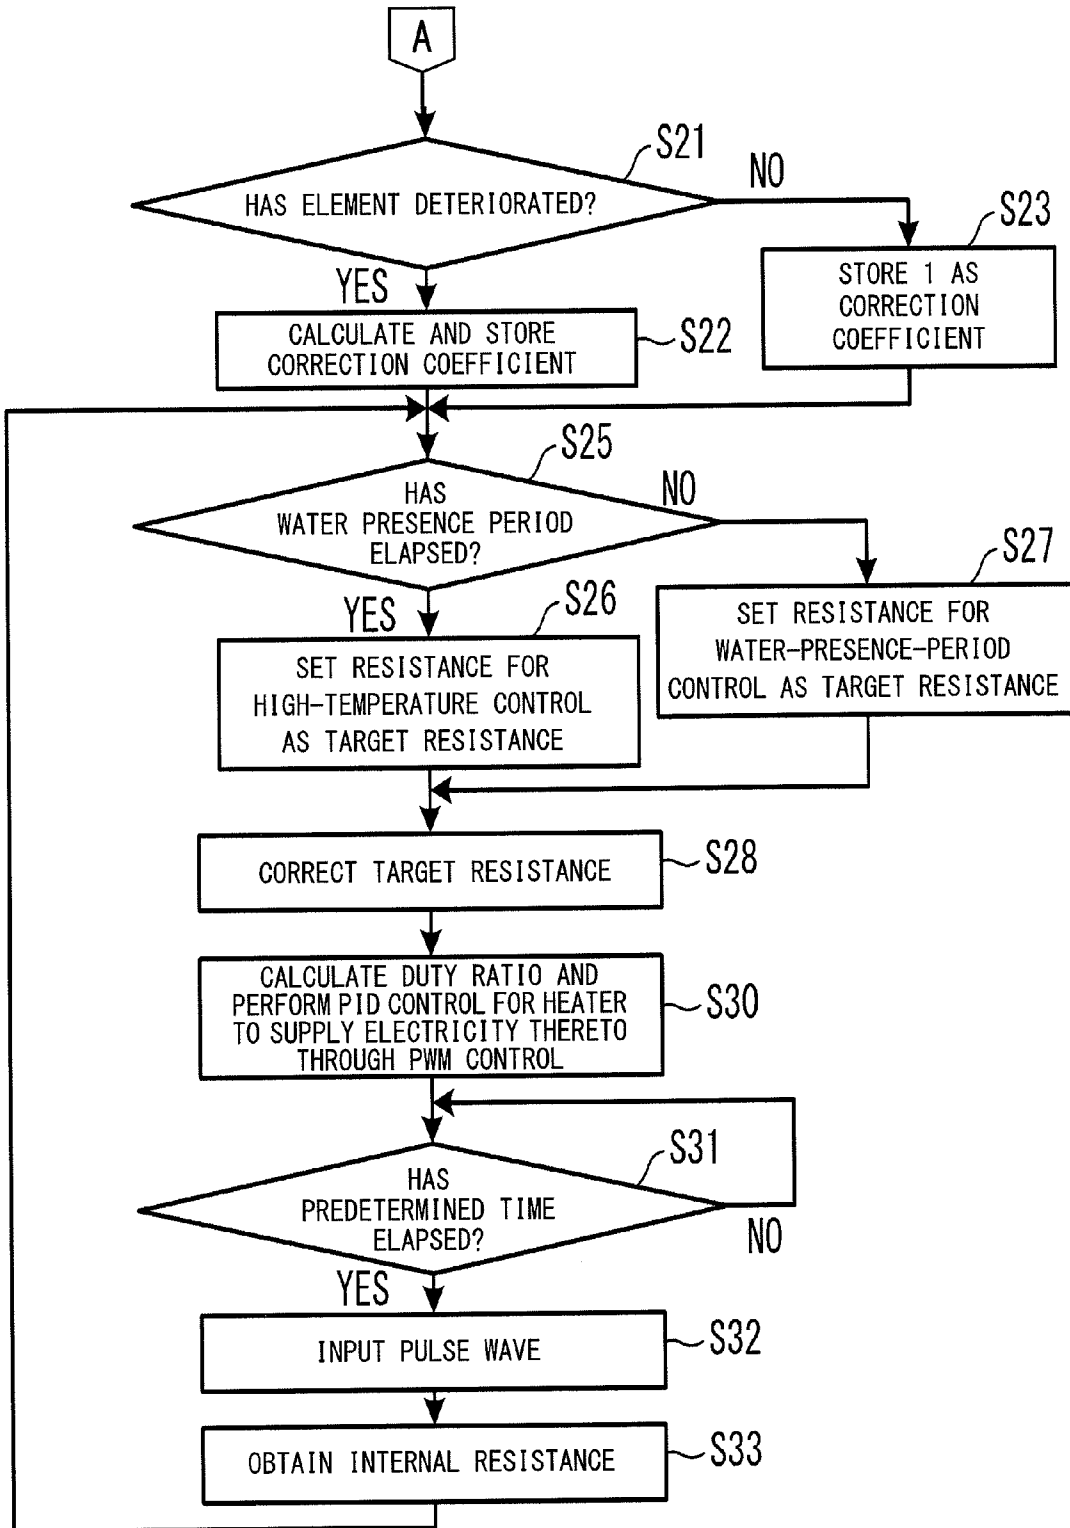 A
S21
HAS ELEMENT DETERIORATED?
NO
YES
S23
STORE 1 AS
CORRECTION
COEFFICIENT
CALCULATE AND STORE
CORRECTION COEFFICIENT
S22
S25
HAS
WATER PRESENCE PERIOD
ELAPSED?
NO
YES
S27
SET RESISTANCE FOR
WATER-PRESENCE-PERIOD
CONTROL AS TARGET RESISTANCE
S26
SET RESISTANCE FOR
HIGH-TEMPERATURE CONTROL
AS TARGET RESISTANCE
CORRECT TARGET RESISTANCE
S28
CALCULATE DUTY RATIO AND
PERFORM PID CONTROL FOR HEATER
TO SUPPLY ELECTRICITY THERETO
THROUGH PWM CONTROL
S30
S31
HAS
PREDETERMINED TIME
ELAPSED?
NO
YES
INPUT PULSE WAVE
S32
OBTAIN INTERNAL RESISTANCE
S33